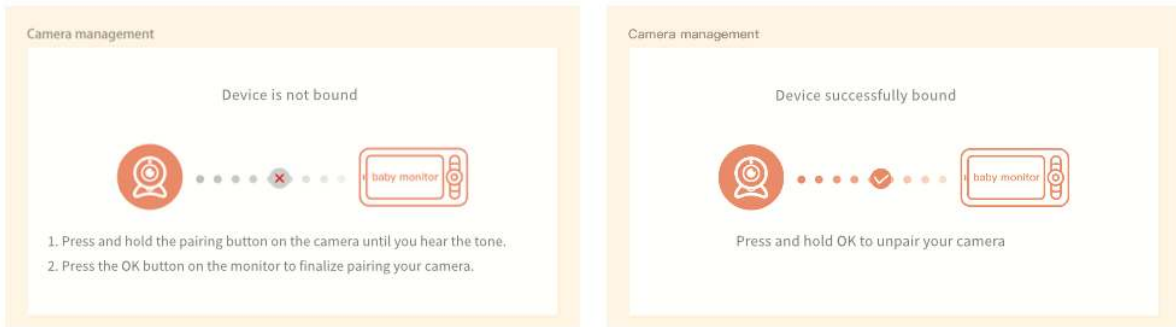 Camera management
Device is not bound
baby monitor
1. Press and hold the pairing button on the camera until you hear the tone.
2. Press the OK button on the monitor to finalize pairing your camera.
Camera management
Device successfully bound
baby monitor
Press and hold OK to unpair your camera